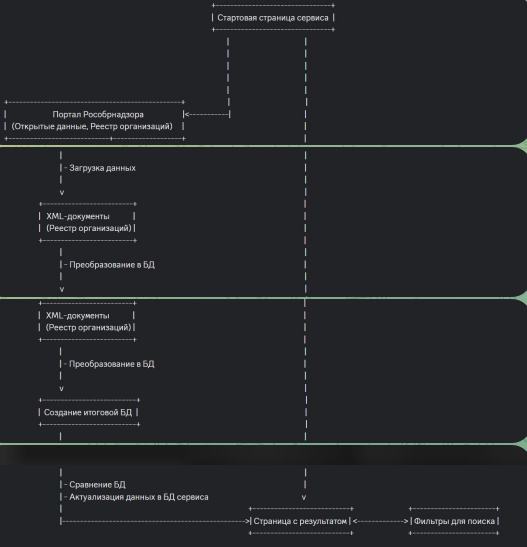 Стартовая страница сервиса
Портал Рособрнадзора
(Открытые данные, Реестр организаций)
- Загрузка данных
v
XML-документы
(Реестр организаций)
- Преобразование в БД
v
XML-документы
(Реестр организаций)
- Преобразование в БД
v
Создание итоговой БД
- Сравнение БД
- Актуализация данных в БД сервиса
v
Страница с результатом
Фильтры для поиска